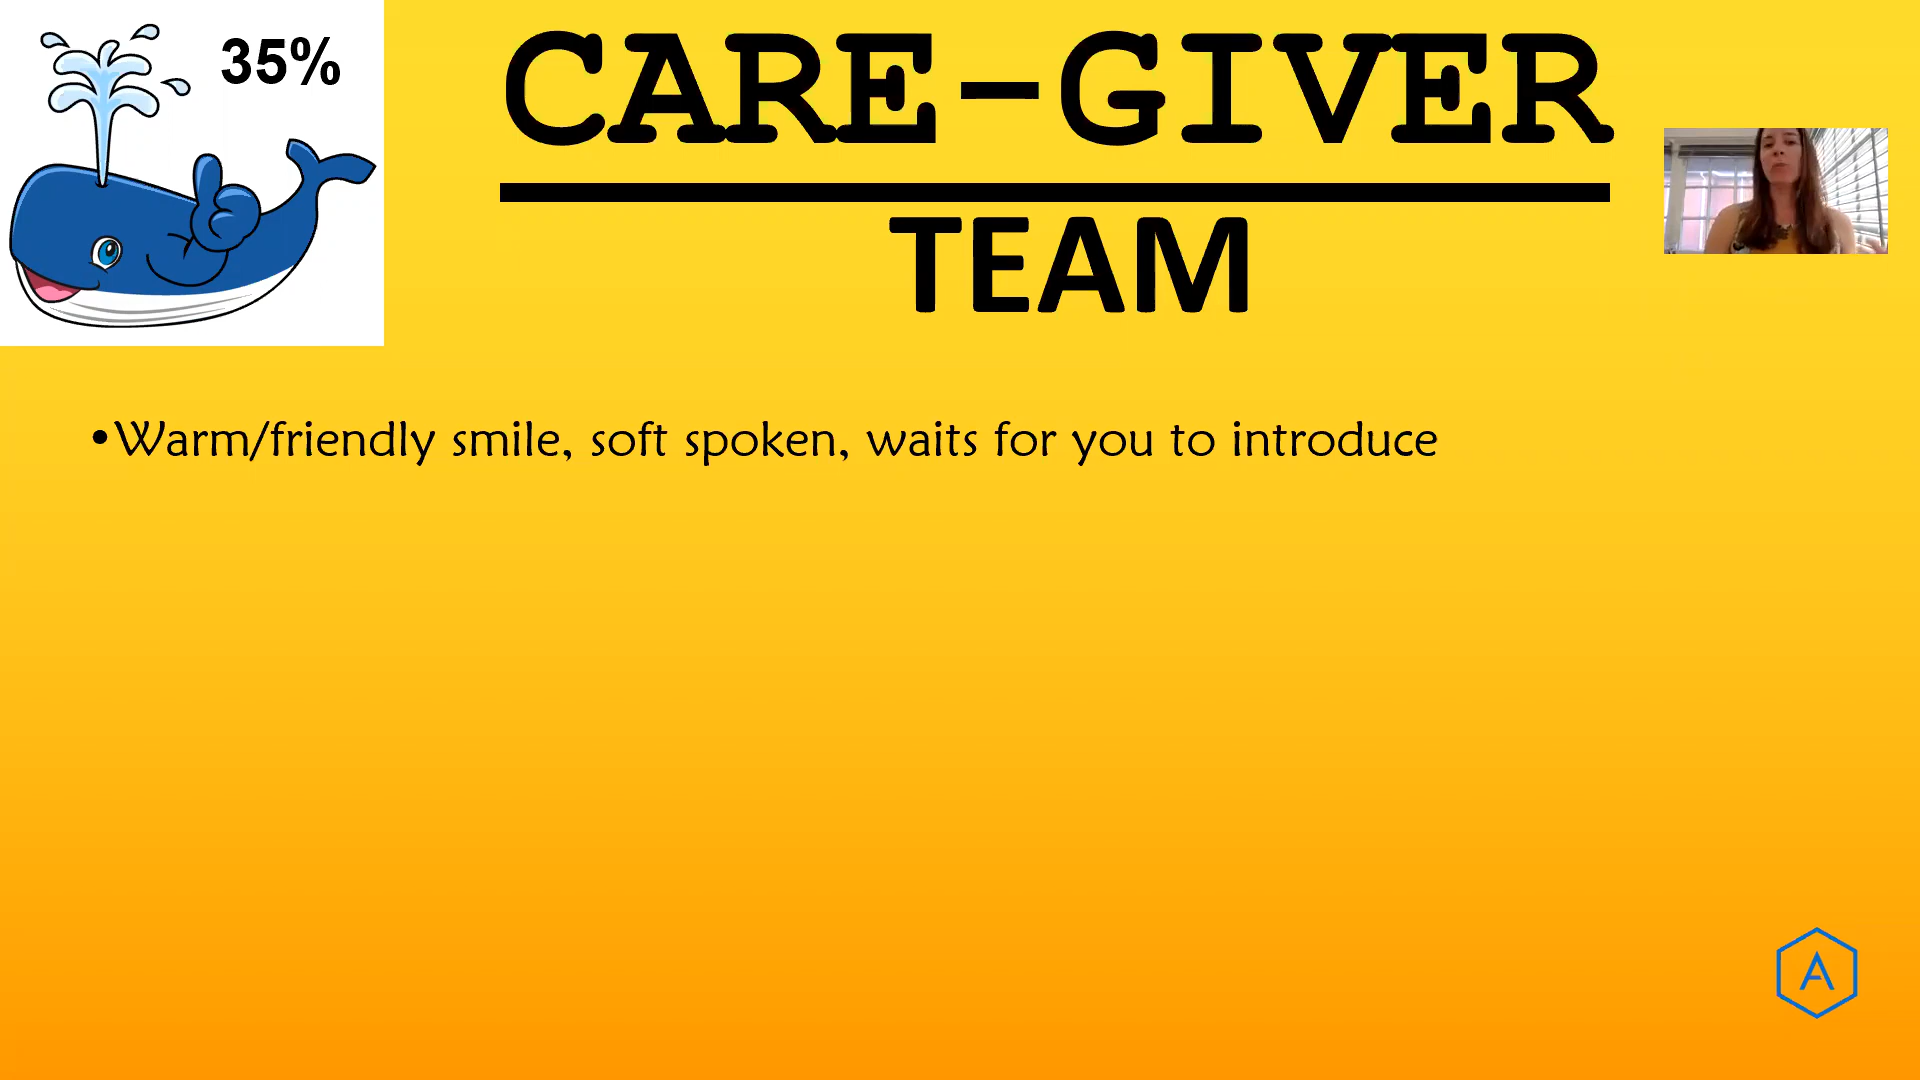 35%
CARE-GIVER
TEAM
•Warm/friendly smile, soft spoken, waits for you to introduce
A